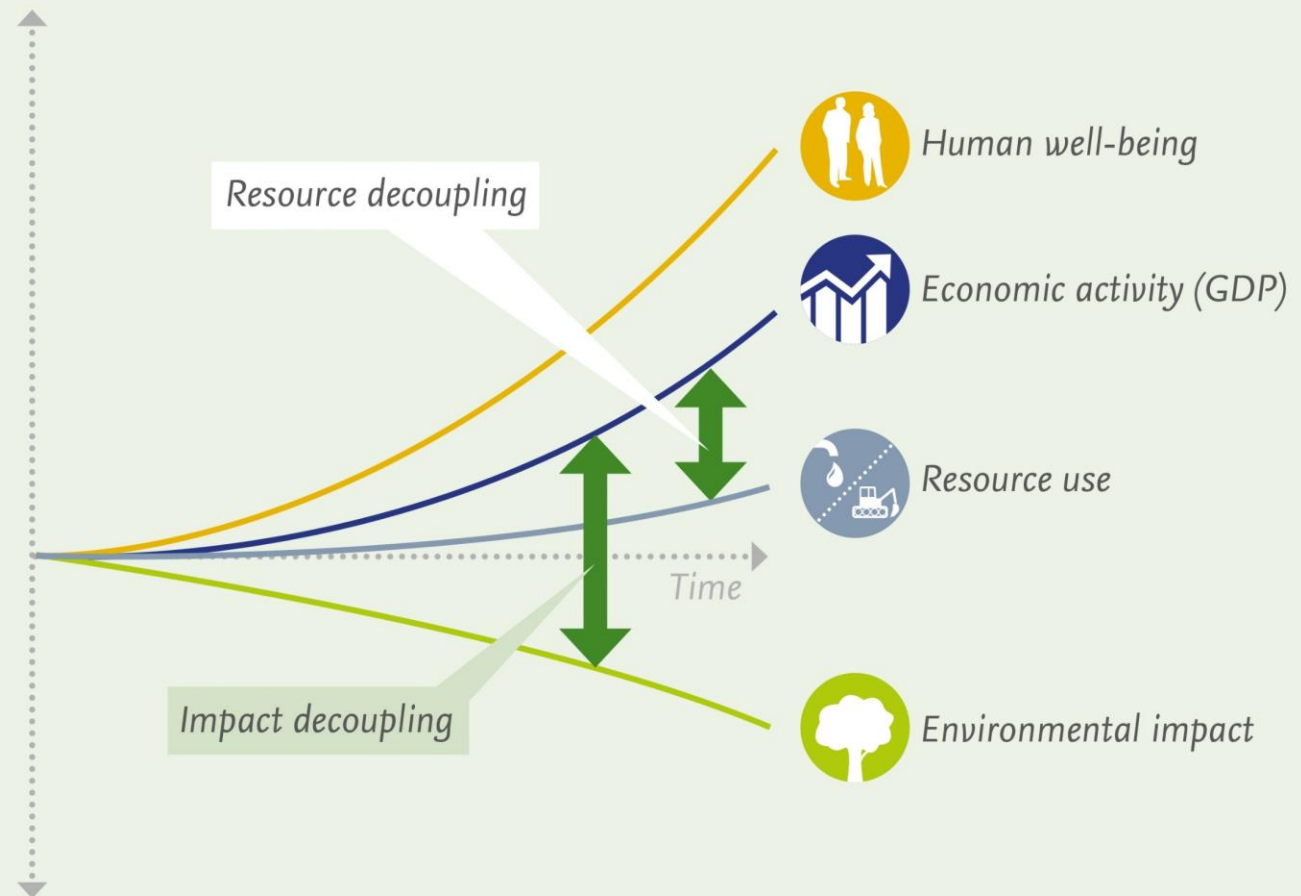 Human well-being
Resource decoupling
Economic activity (GDP)
Resource use
Time
Impact decoupling
Environmental impact